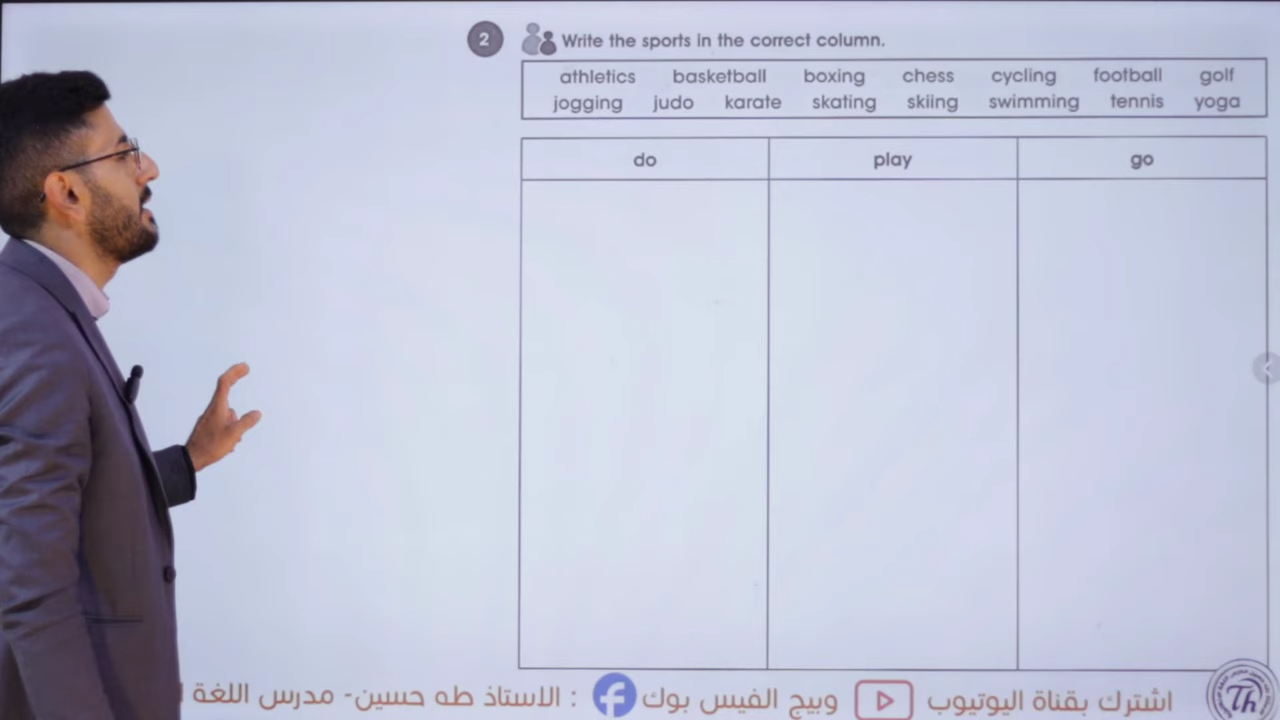 2 Write the sports in the correct column.
athletics basketball boxing chess cycling football golf
jogging judo karate skating skiing swimming tennis yoga
do play go
اشترك بقناة اليوتيوب وبيج الفيس بوك : الاستاذ طه حسين- مدرس اللغة
Th